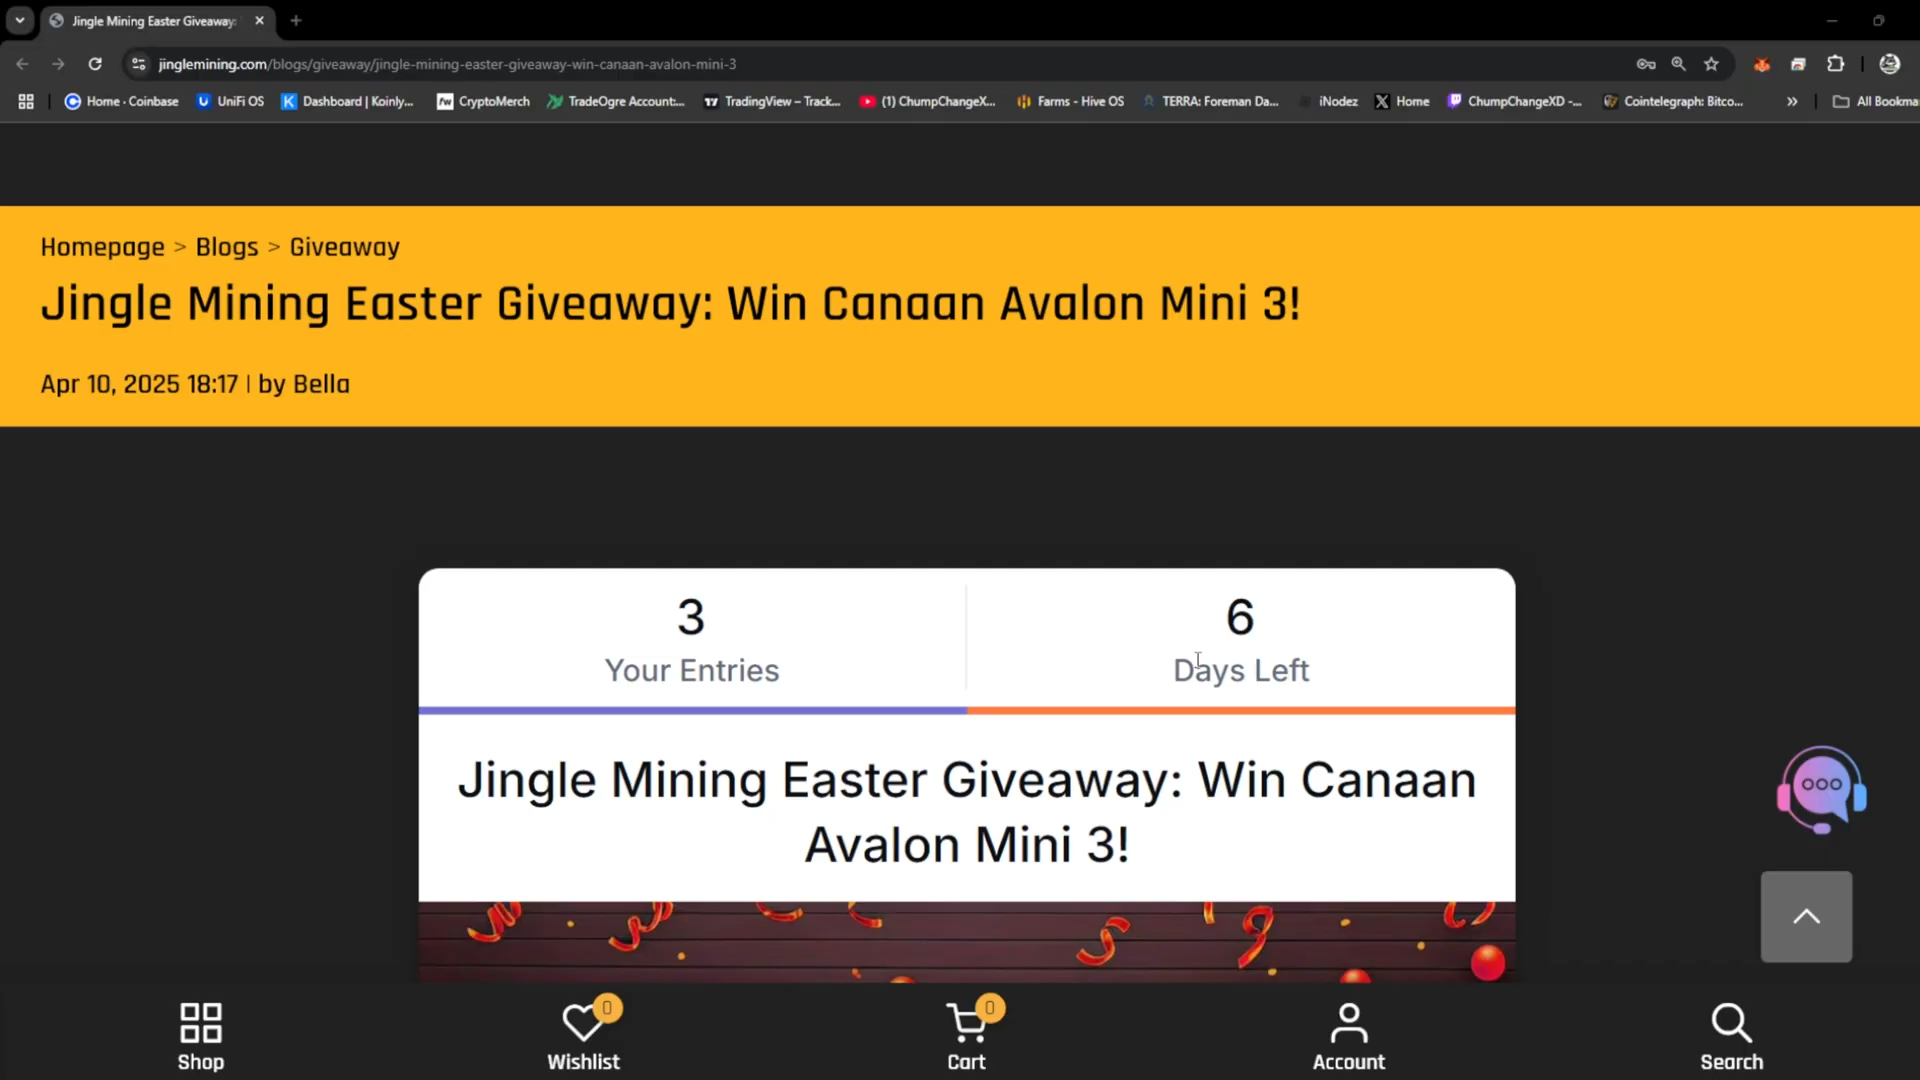 Jingle Mining Easter Giveaway:
jinglemining.com/blogs/giveaway/jingle-mining-easter-giveaway-win-canaan-avalon-mini-3
Home - Coinbase
UniFi OS
Dashboard | Koinly...
CryptoMerch
TradeOgre Account:...
TradingView – Track...
(1) ChumpChangeX...
Farms - Hive OS
TERRA: Foreman Da...
iNodez
Home
ChumpChangeXD -...
Cointelegraph: Bitco...
All Bookma
Homepage > Blogs > Giveaway
Jingle Mining Easter Giveaway: Win Canaan Avalon Mini 3!
Apr 10, 2025 18:17 | by Bella
3
Your Entries
6
Days Left
Jingle Mining Easter Giveaway: Win Canaan
Avalon Mini 3!
Shop
0
Wishlist
0
Cart
Account
Search